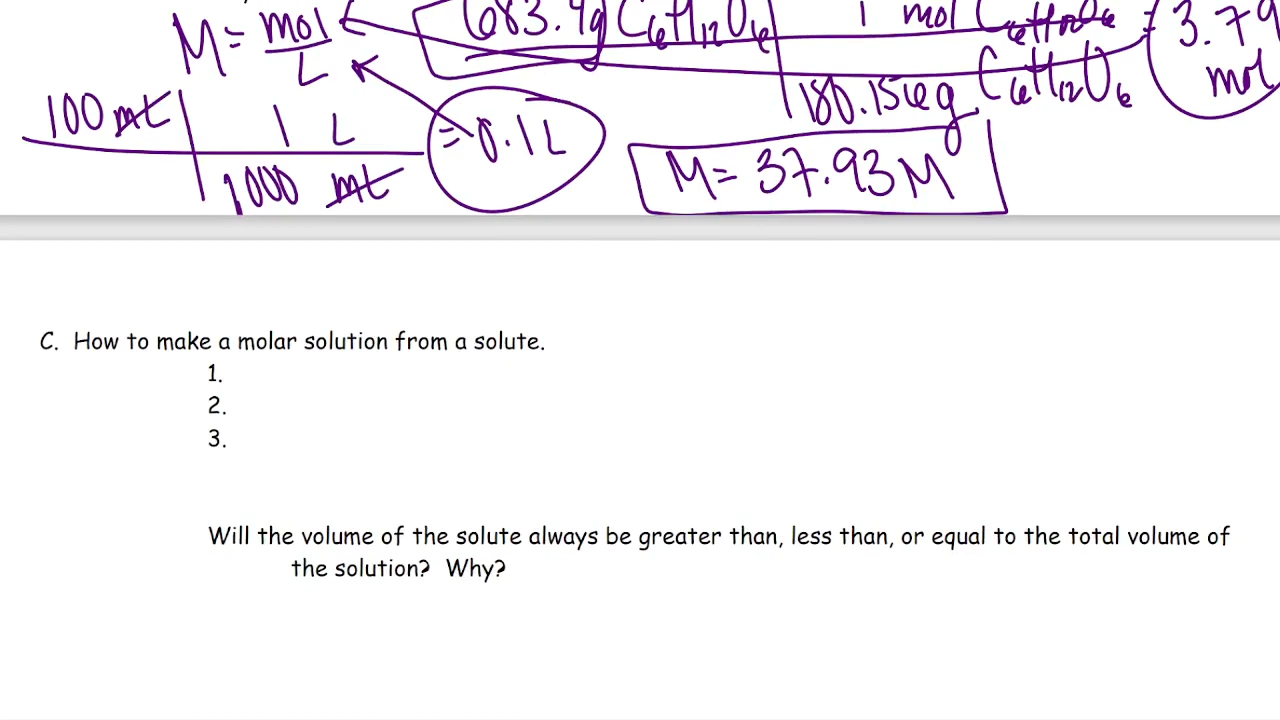 M = mol / L 683.4g C6H12O6 | 1 mol C6H12O6 = 3.79 mol
180.156g C6H12O6
100 mL | 1 L = 0.1L
1000 mL
M = 37.93 M
C. How to make a molar solution from a solute.
1.
2.
3.
Will the volume of the solute always be greater than, less than, or equal to the total volume of
the solution? Why?